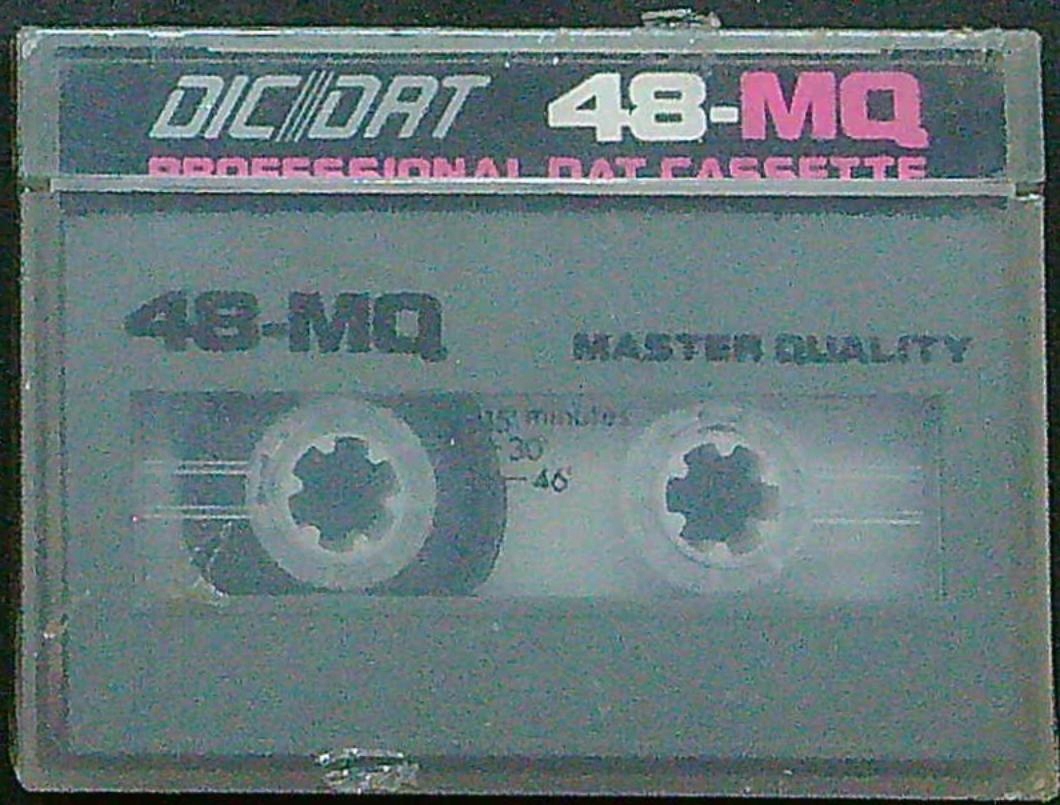 DIC///DAT 48-MQ
PROFESSIONAL DAT CASSETTE
48-MQ
MASTER QUALITY
15' minutes
30'
46'